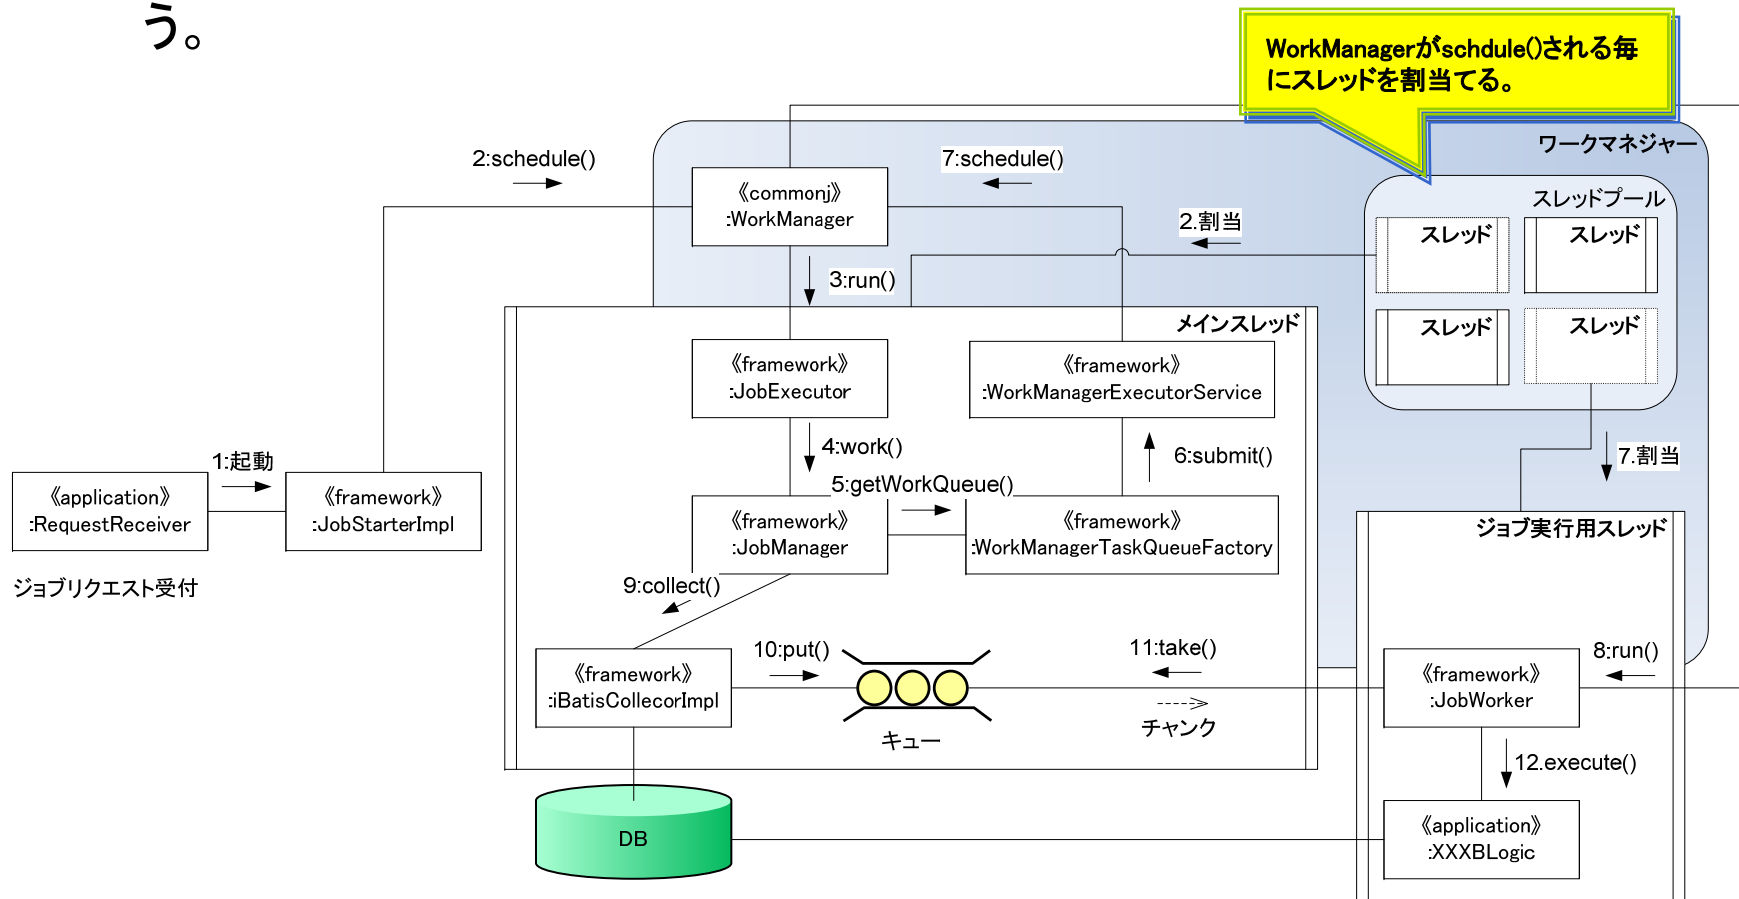 う。
WorkManagerがschdule()される毎
にスレッドを割当てる。
ワークマネジャー
2:schedule()
7:schedule()
《commonj》
:WorkManager
スレッドプール
スレッド
スレッド
2.割当
3:run()
スレッド
スレッド
メインスレッド
《framework》
:JobExecutor
《framework》
:WorkManagerExecutorService
4:work()
6:submit()
7.割当
1:起動
5:getWorkQueue()
《application》
:RequestReceiver
《framework》
:JobStarterImpl
《framework》
:JobManager
《framework》
:WorkManagerTaskQueueFactory
ジョブ実行用スレッド
ジョブリクエスト受付
9:collect()
10:put()
11:take()
8:run()
《framework》
:iBatisCollecorImpl
キュー
チャンク
《framework》
:JobWorker
12.execute()
DB
《application》
:XXXBLogic